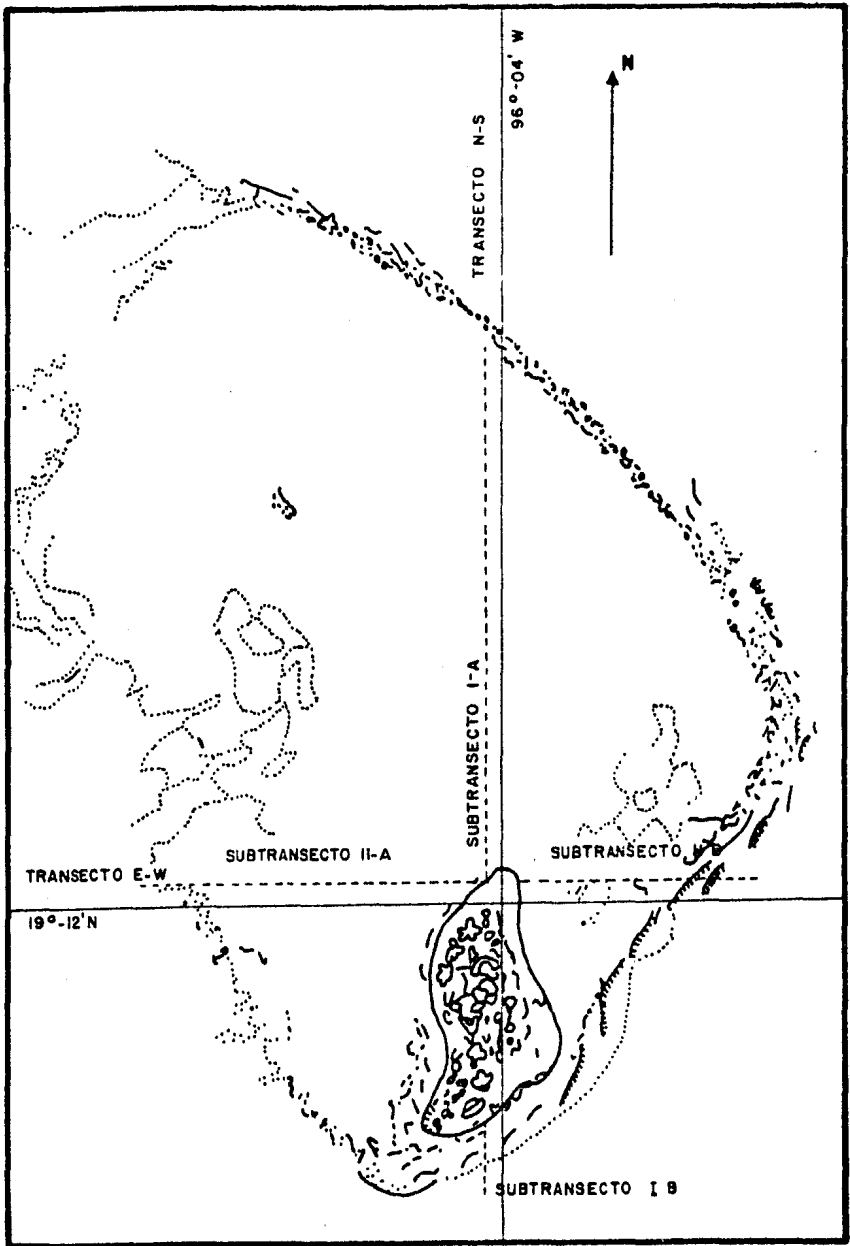 N
96°-04' W
TRANSECTO N-S
SUBTRANSECTO I-A
SUBTRANSECTO II-A
SUBTRANSECTO
TRANSECTO E-W
19°-12'N
SUBTRANSECTO I B